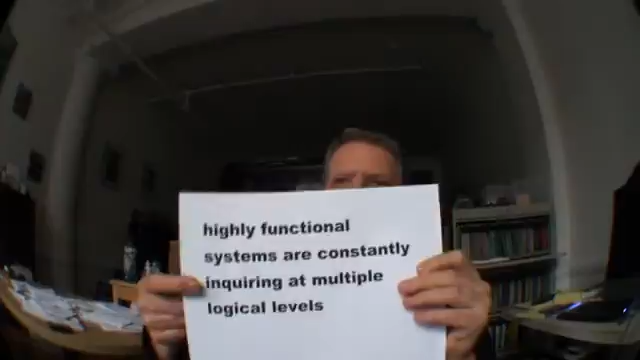 highly functional
systems are constantly
inquiring at multiple
logical levels